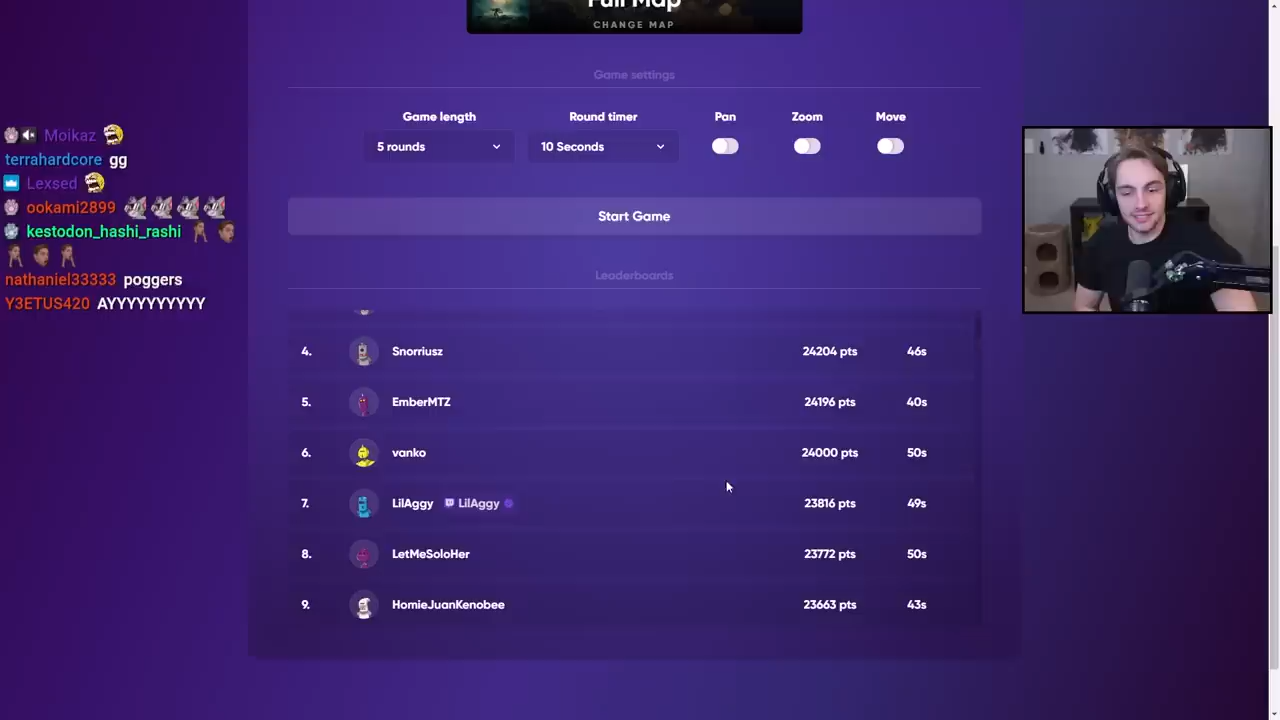 Full Map
CHANGE MAP
Game settings
Game length
Round timer
Pan
Zoom
Move
5 rounds
10 Seconds
Start Game
Leaderboards
4. Snorriusz 24204 pts 46s
5. EmberMTZ 24196 pts 40s
6. vanko 24000 pts 50s
7. LilAggy LilAggy 23816 pts 49s
8. LetMeSoloHer 23772 pts 50s
9. HomieJuanKenobee 23663 pts 43s
Moikaz
terrahardcore gg
Lexsed
ookami2899
kestodon_hashi_rashi
nathaniel33333 poggers
Y3ETUS420 AYYYYYYYYYY